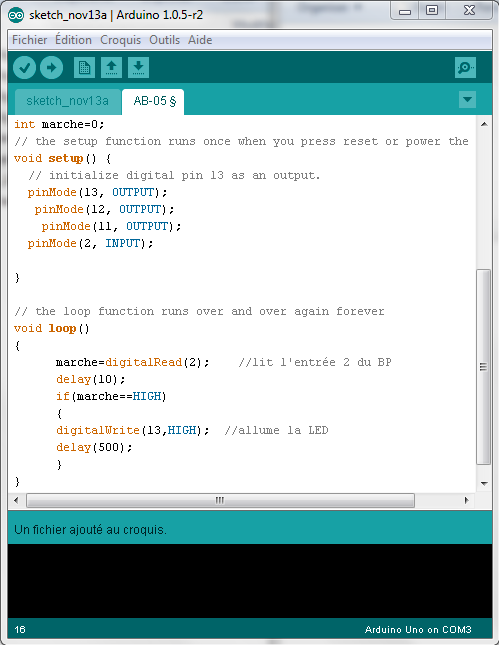 sketch_nov13a | Arduino 1.0.5-r2
Fichier Édition Croquis Outils Aide
sketch_nov13a AB-05 §
int marche=0;
// the setup function runs once when you press reset or power the
void setup() {
// initialize digital pin 13 as an output.
pinMode(13, OUTPUT);
pinMode(12, OUTPUT);
pinMode(11, OUTPUT);
pinMode(2, INPUT);
}
// the loop function runs over and over again forever
void loop()
{
marche=digitalRead(2); //lit l'entrée 2 du BP
delay(10);
if(marche==HIGH)
{
digitalWrite(13,HIGH); //allume la LED
delay(500);
}
}
Un fichier ajouté au croquis.
16 Arduino Uno on COM3